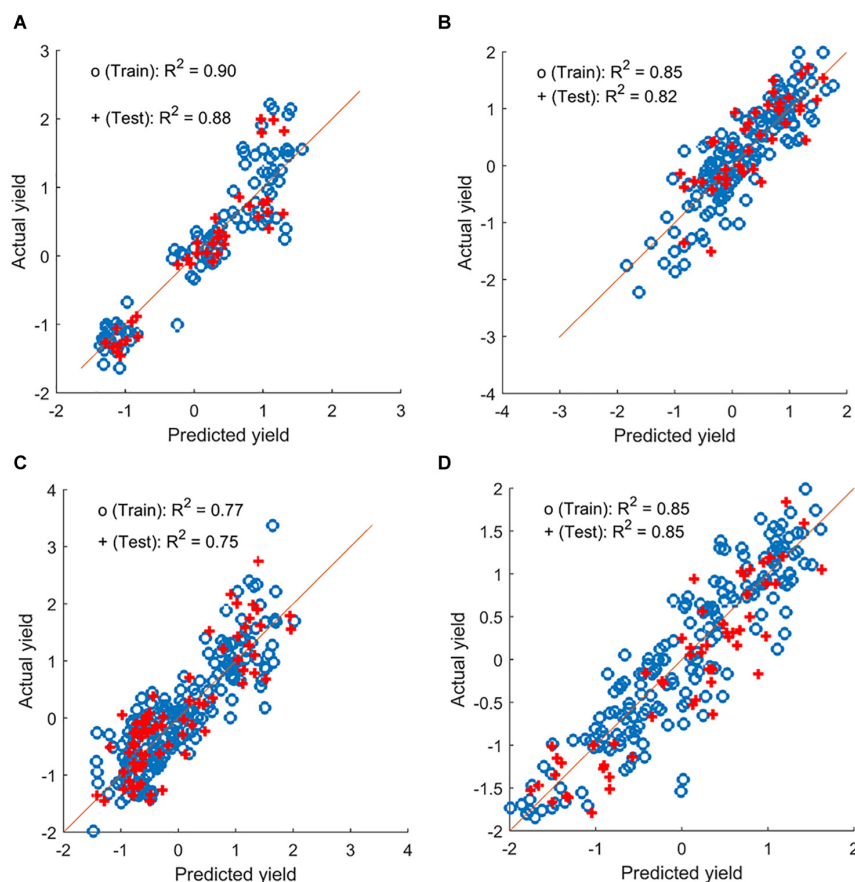 A
o (Train): R² = 0.90
+ (Test): R² = 0.88
3
2
1
0
-1
-2
Actual yield
-2 -1 0 1 2 3
Predicted yield
B
o (Train): R² = 0.85
+ (Test): R² = 0.82
2
1
0
-1
-2
-3
-4
Actual yield
-4 -3 -2 -1 0 1 2
Predicted yield
C
o (Train): R² = 0.77
+ (Test): R² = 0.75
4
3
2
1
0
-1
-2
Actual yield
-2 -1 0 1 2 3 4
Predicted yield
D
o (Train): R² = 0.85
+ (Test): R² = 0.85
2
1.5
1
0.5
0
-0.5
-1
-1.5
-2
Actual yield
-2 -1 0 1 2
Predicted yield